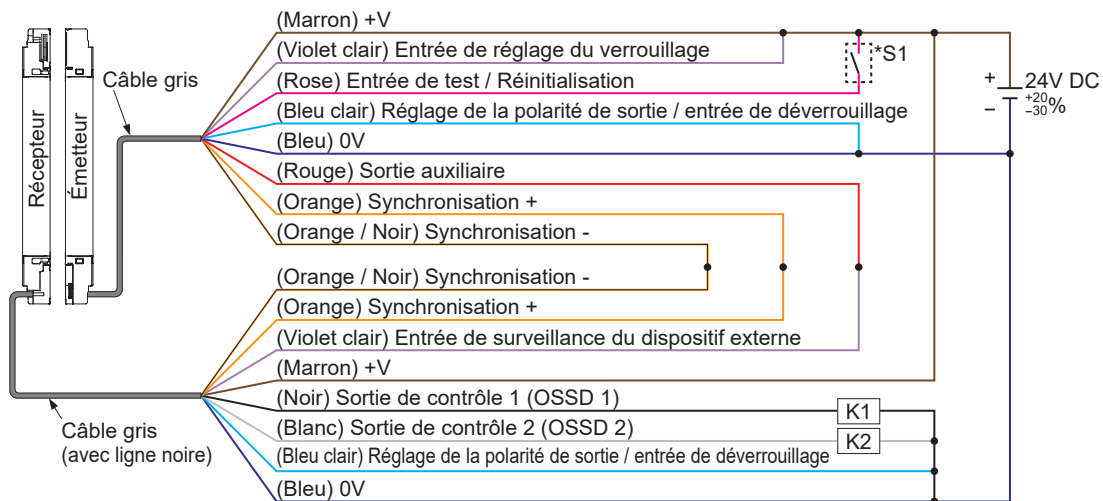 (Marron) +V
(Violet clair) Entrée de réglage du verrouillage
*S1
Câble gris
(Rose) Entrée de test / Réinitialisation
+
24V DC
−
+20
−30 %
(Bleu clair) Réglage de la polarité de sortie / entrée de déverrouillage
(Bleu) 0V
Récepteur
Émetteur
(Rouge) Sortie auxiliaire
(Orange) Synchronisation +
(Orange / Noir) Synchronisation -
(Orange / Noir) Synchronisation -
(Orange) Synchronisation +
(Violet clair) Entrée de surveillance du dispositif externe
(Marron) +V
(Noir) Sortie de contrôle 1 (OSSD 1)
K1
Câble gris
(avec ligne noire)
(Blanc) Sortie de contrôle 2 (OSSD 2)
K2
(Bleu clair) Réglage de la polarité de sortie / entrée de déverrouillage
(Bleu) 0V